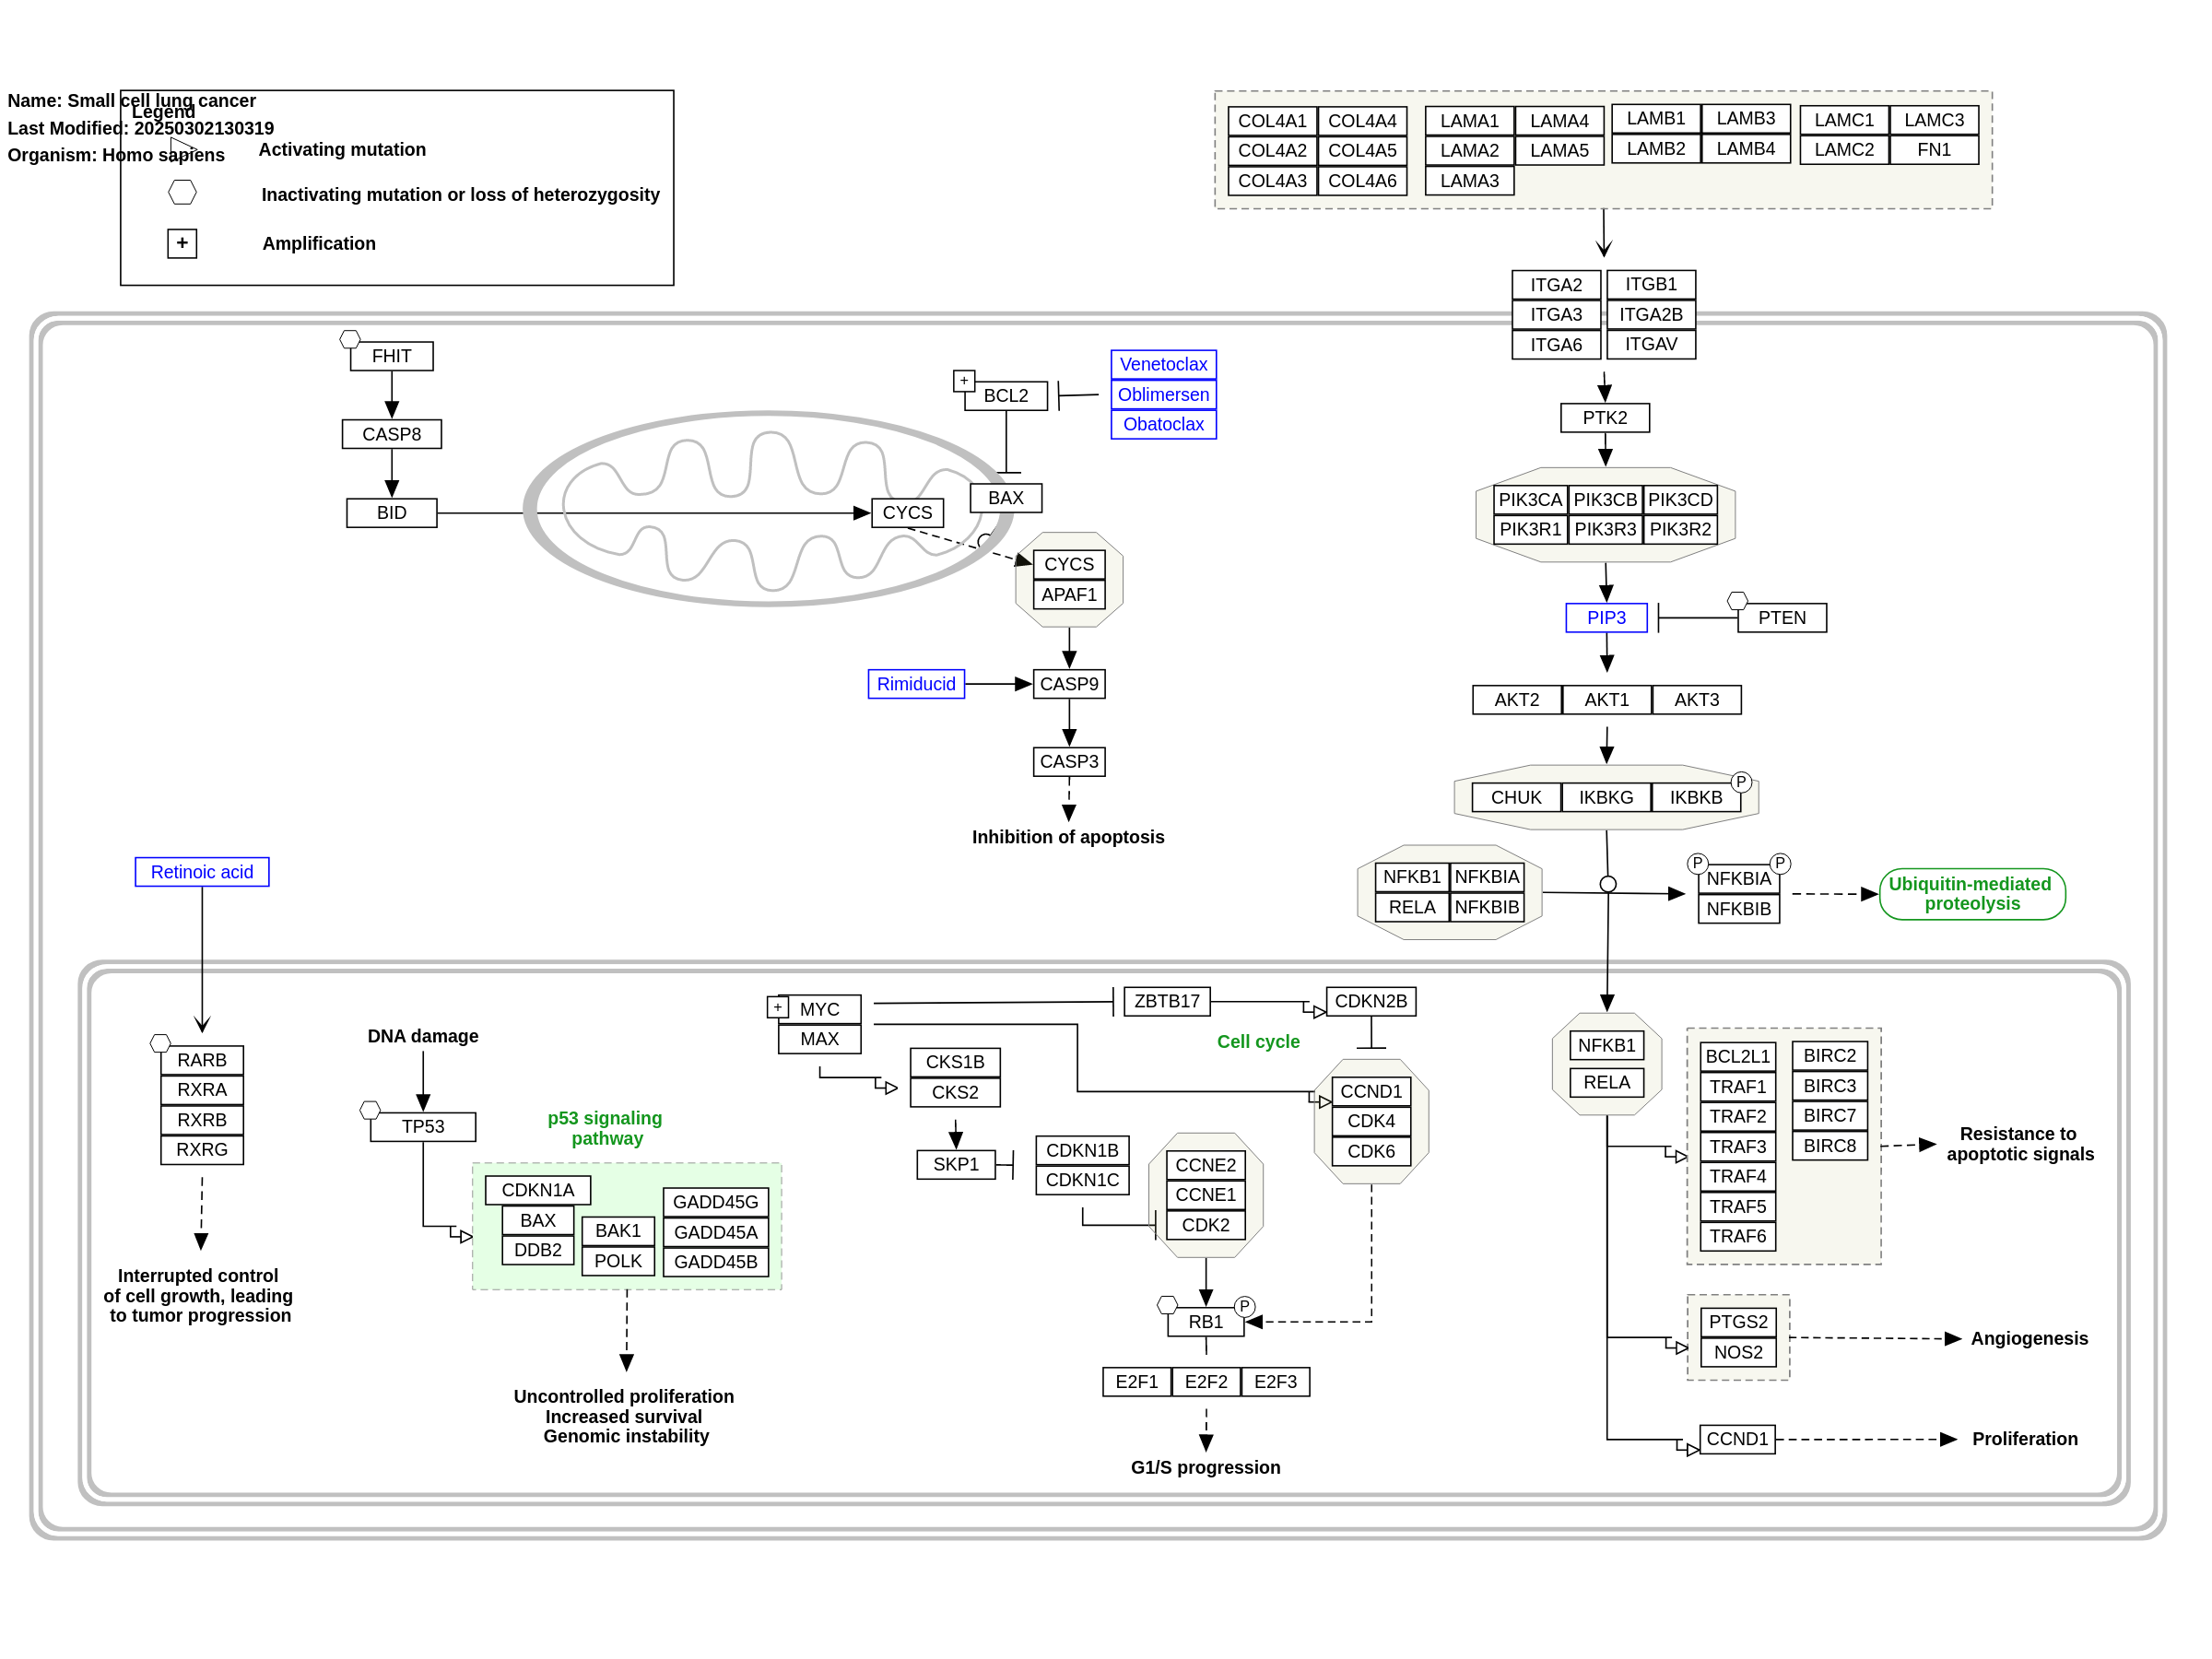 Name: Small cell lung cancer
Last Modified: 20250302130319
Organism: Homo sapiens
Legend
Activating mutation
Inactivating mutation or loss of heterozygosity
+
Amplification
COL4A1 COL4A4
COL4A2 COL4A5
COL4A3 COL4A6
LAMA1 LAMA4
LAMA2 LAMA5
LAMA3
LAMB1 LAMB3
LAMB2 LAMB4
LAMC1 LAMC3
LAMC2 FN1
ITGA2 ITGB1
ITGA3 ITGA2B
ITGA6 ITGAV
PTK2
PIK3CA PIK3CB PIK3CD
PIK3R1 PIK3R3 PIK3R2
PIP3
PTEN
AKT2 AKT1 AKT3
CHUK IKBKG IKBKB
P
NFKB1 NFKBIA
RELA NFKBIB
P P
NFKBIA
NFKBIB
Ubiquitin-mediated
proteolysis
FHIT
CASP8
BID
CYCS
+
BCL2
Venetoclax
Oblimersen
Obatoclax
BAX
CYCS
APAF1
Rimiducid
CASP9
CASP3
Inhibition of apoptosis
Retinoic acid
RARB
RXRA
RXRB
RXRG
Interrupted control
of cell growth, leading
to tumor progression
DNA damage
TP53
p53 signaling
pathway
CDKN1A
BAX
DDB2
BAK1
POLK
GADD45G
GADD45A
GADD45B
Uncontrolled proliferation
Increased survival
Genomic instability
+
MYC
MAX
ZBTB17
CDKN2B
Cell cycle
CKS1B
CKS2
SKP1
CDKN1B
CDKN1C
CCNE2
CCNE1
CDK2
CCND1
CDK4
CDK6
RB1
P
E2F1 E2F2 E2F3
G1/S progression
NFKB1
RELA
BCL2L1
TRAF1
TRAF2
TRAF3
TRAF4
TRAF5
TRAF6
BIRC2
BIRC3
BIRC7
BIRC8
Resistance to
apoptotic signals
PTGS2
NOS2
Angiogenesis
CCND1
Proliferation